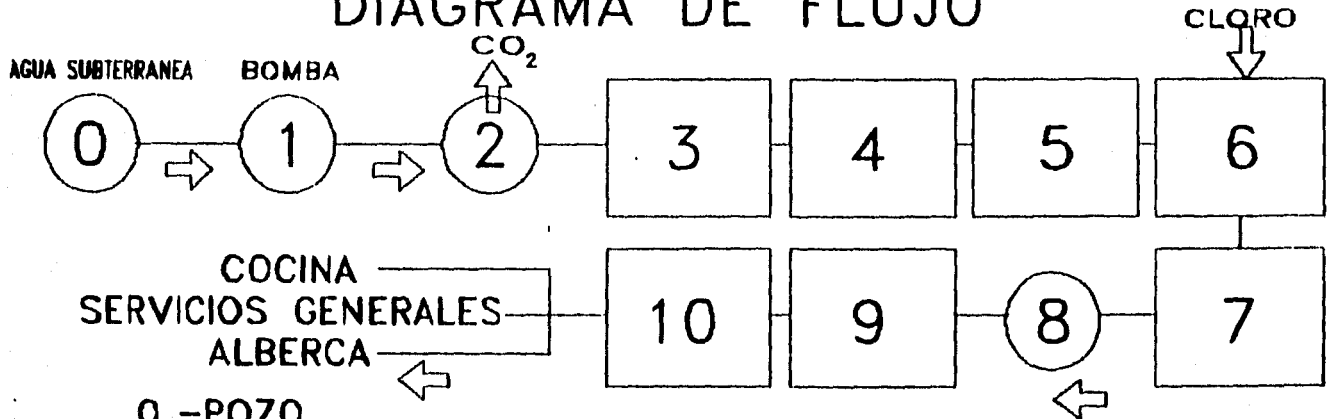 DIAGRAMA DE FLUJO
CLORO
CO₂
AGUA SUBTERRANEA BOMBA
0 1 2 3 4 5 6
COCINA
SERVICIOS GENERALES
ALBERCA
10 9 8 7
0.-POZO